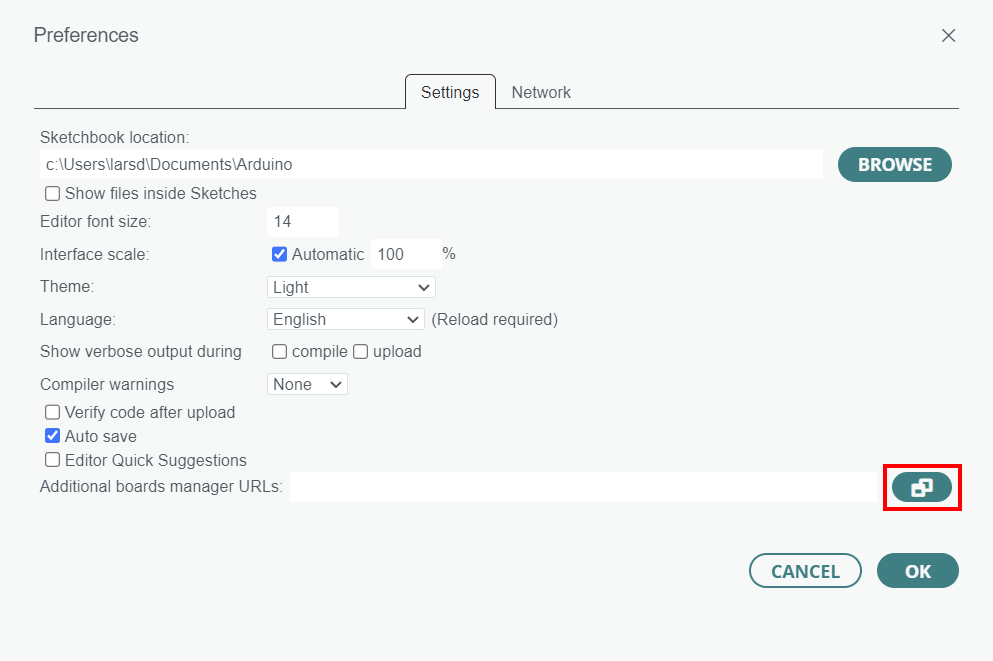 Preferences
Settings Network
Sketchbook location:
c:\Users\larsd\Documents\Arduino BROWSE
Show files inside Sketches
Editor font size: 14
Interface scale: Automatic 100 %
Theme: Light
Language: English (Reload required)
Show verbose output during compile upload
Compiler warnings None
Verify code after upload
Auto save
Editor Quick Suggestions
Additional boards manager URLs:
CANCEL OK